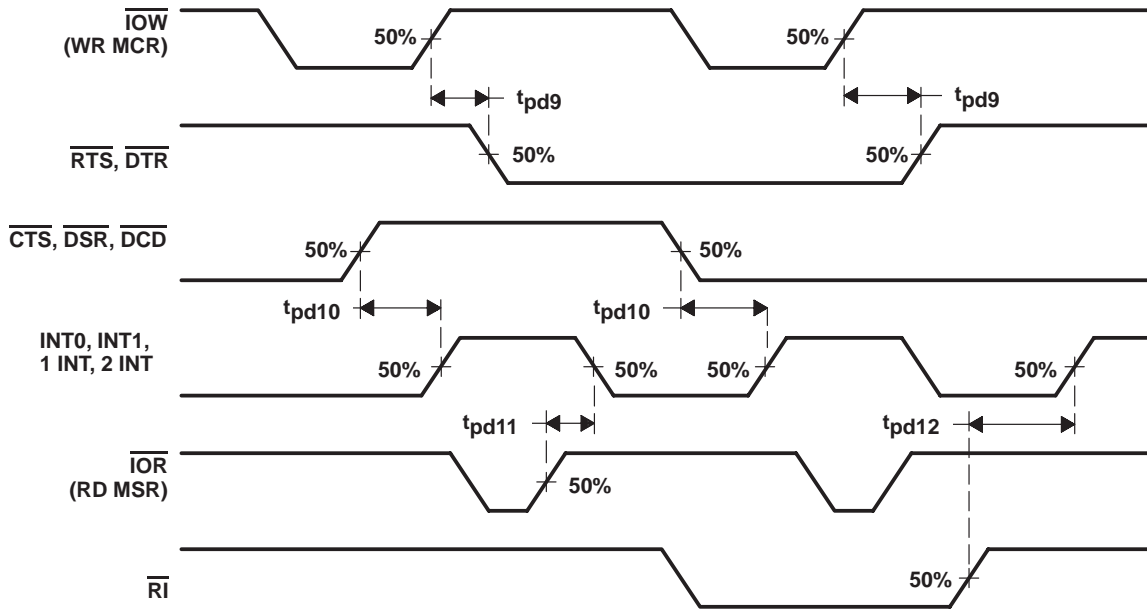 IOW
(WR MCR)
50%
50%
tpd9
tpd9
RTS, DTR
50%
50%
CTS, DSR, DCD
50%
50%
tpd10
tpd10
INT0, INT1,
1 INT, 2 INT
50%
50%
50%
50%
tpd11
tpd12
IOR
(RD MSR)
50%
RI
50%